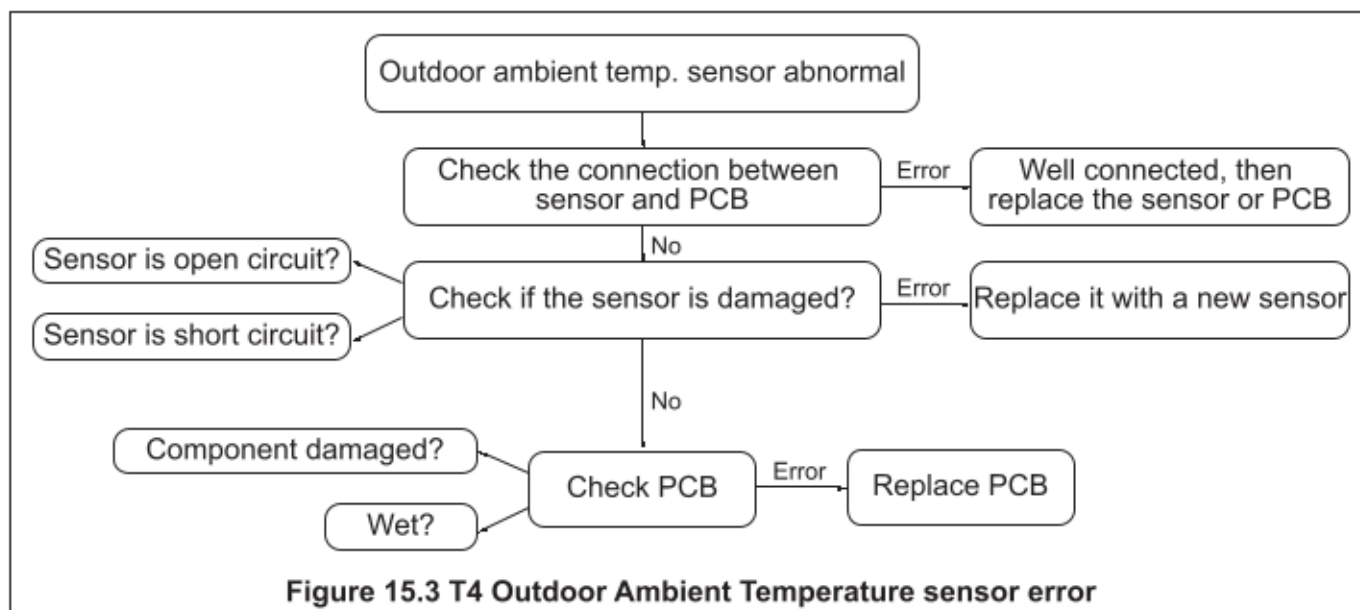 Outdoor ambient temp. sensor abnormal
Check the connection between
sensor and PCB
Error
Well connected, then
replace the sensor or PCB
No
Sensor is open circuit?
Sensor is short circuit?
Check if the sensor is damaged?
Error
Replace it with a new sensor
No
Component damaged?
Wet?
Check PCB
Error
Replace PCB
Figure 15.3 T4 Outdoor Ambient Temperature sensor error